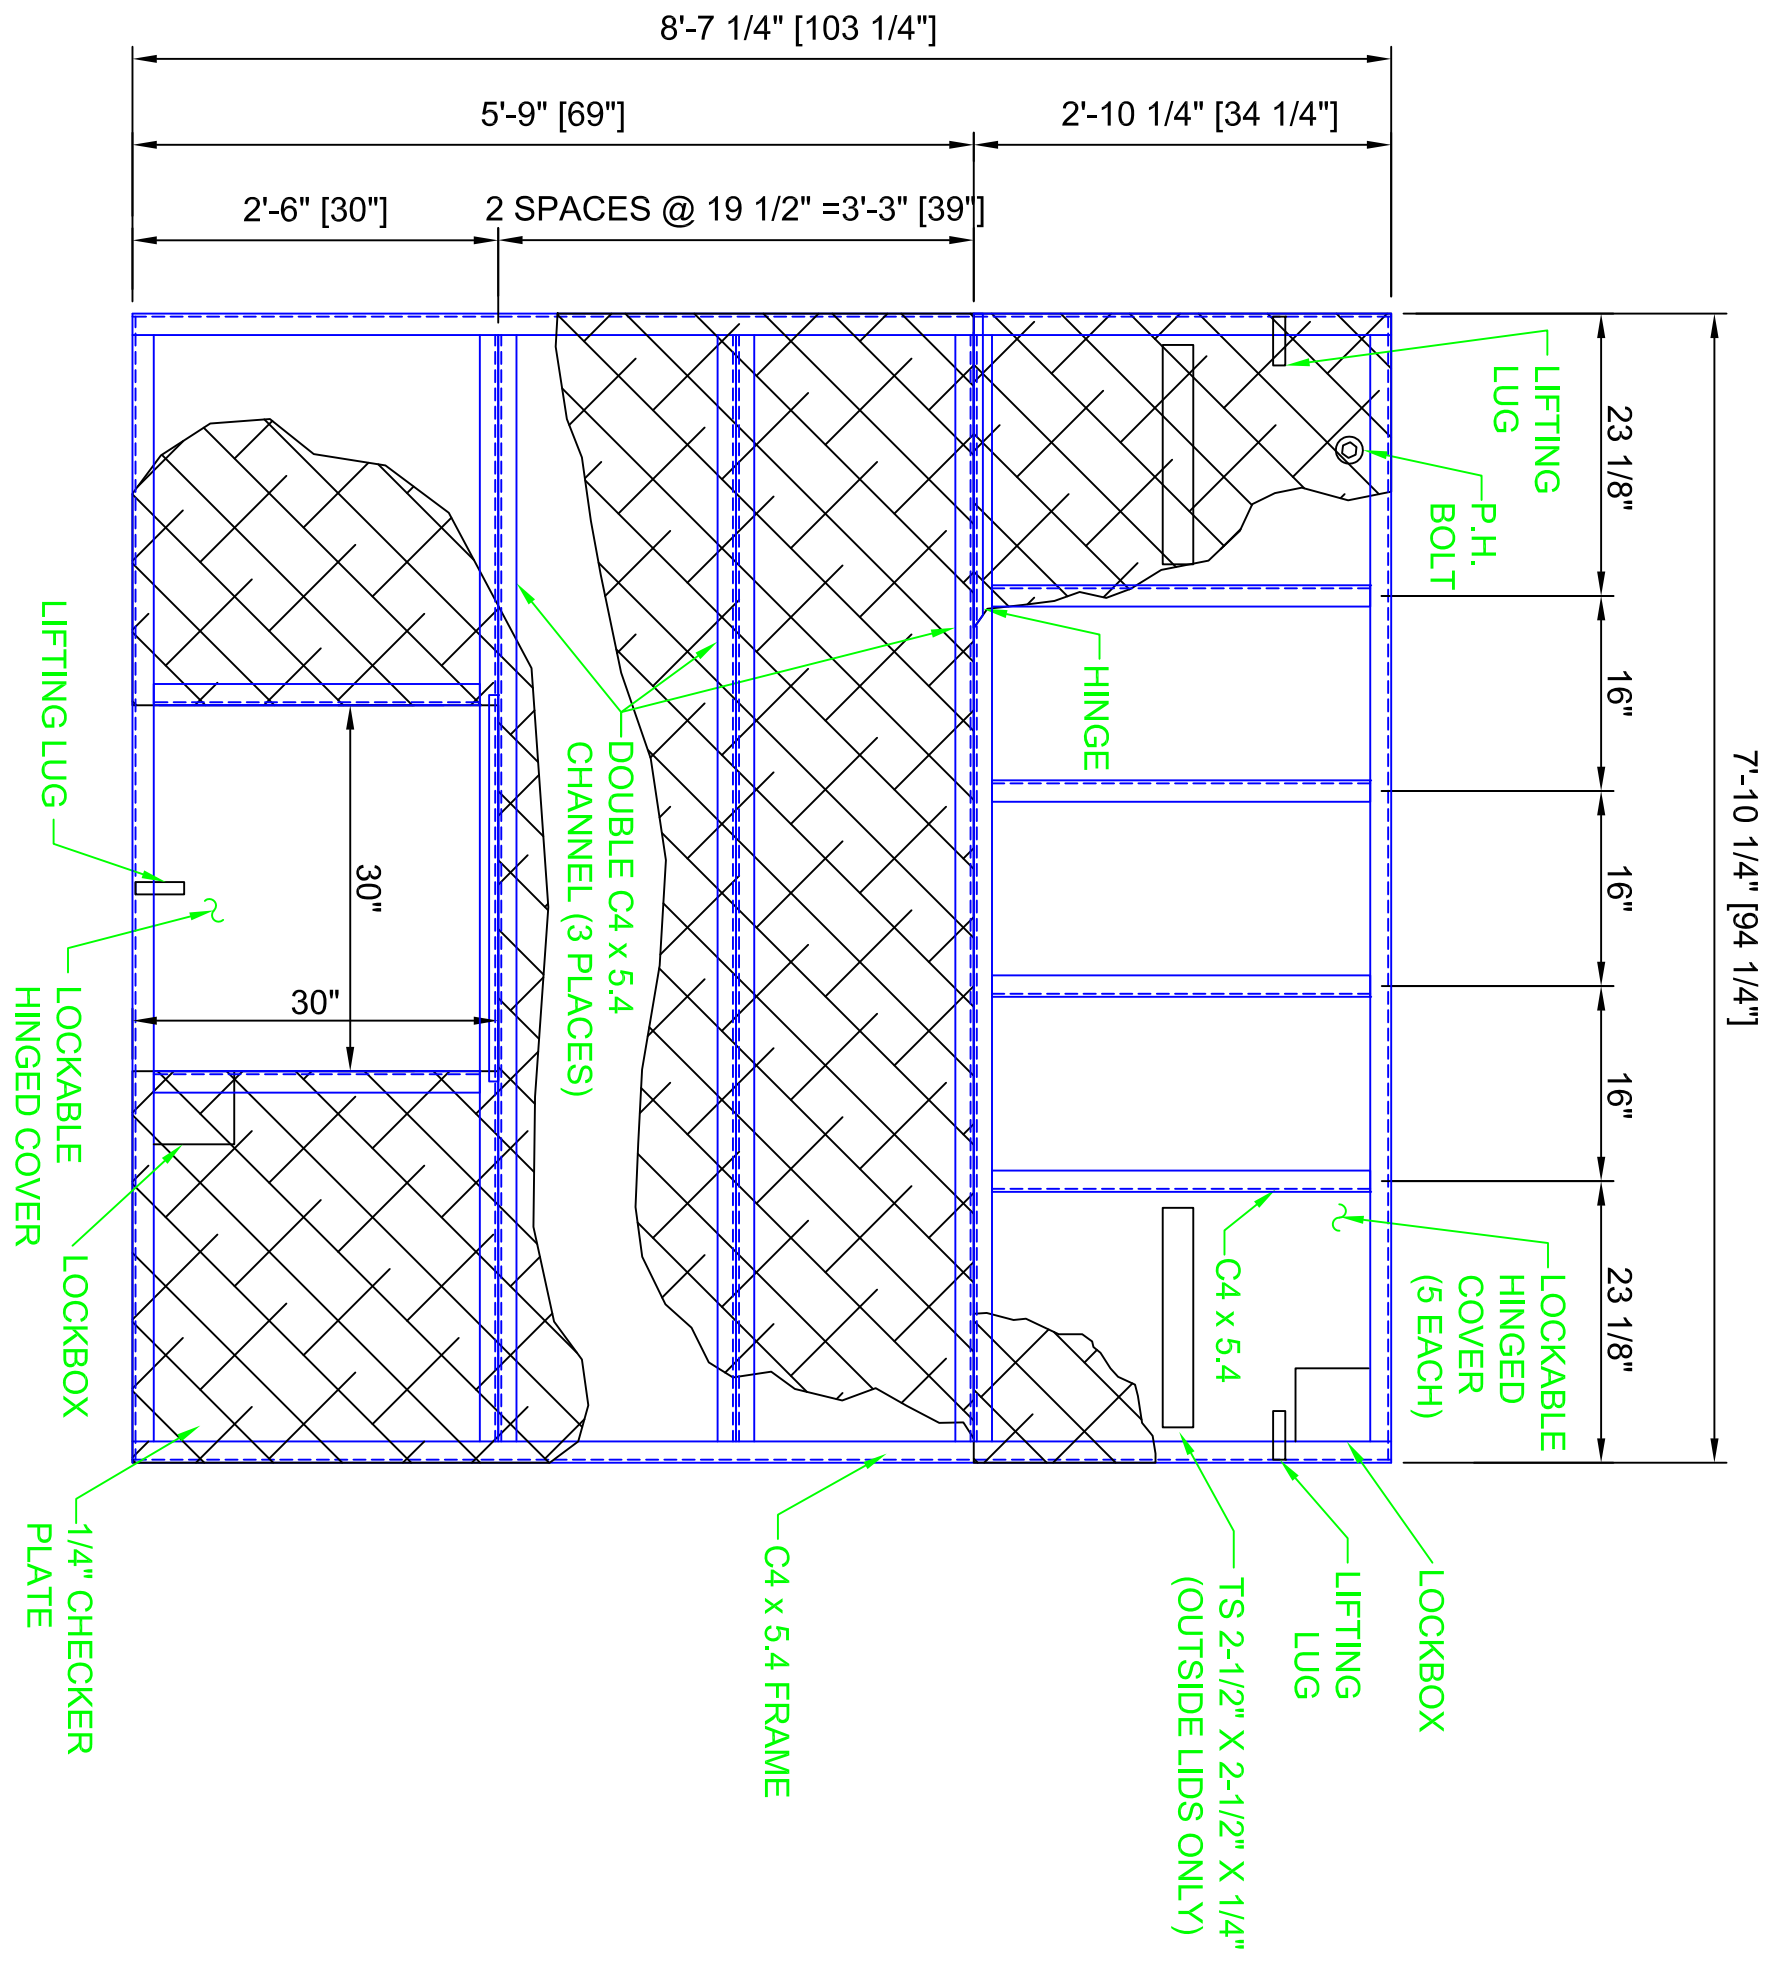 8'-7 1/4" [103 1/4"]
5'-9" [69"]
2'-10 1/4" [34 1/4"]
2'-6" [30"]
2 SPACES @ 19 1/2" =3'-3" [39"]
7'-10 1/4" [94 1/4"]
23 1/8"
16"
16"
16"
23 1/8"
LIFTING
LUG
P.H.
BOLT
HINGE
DOUBLE C4 x 5.4
CHANNEL (3 PLACES)
LIFTING LUG
30"
30"
LOCKABLE
HINGED COVER
LOCKBOX
C4 x 5.4
LOCKABLE
HINGED
COVER
(5 EACH)
1/4" CHECKER
PLATE
C4 x 5.4 FRAME
TS 2-1/2" X 2-1/2" X 1/4"
(OUTSIDE LIDS ONLY)
LIFTING
LUG
LOCKBOX